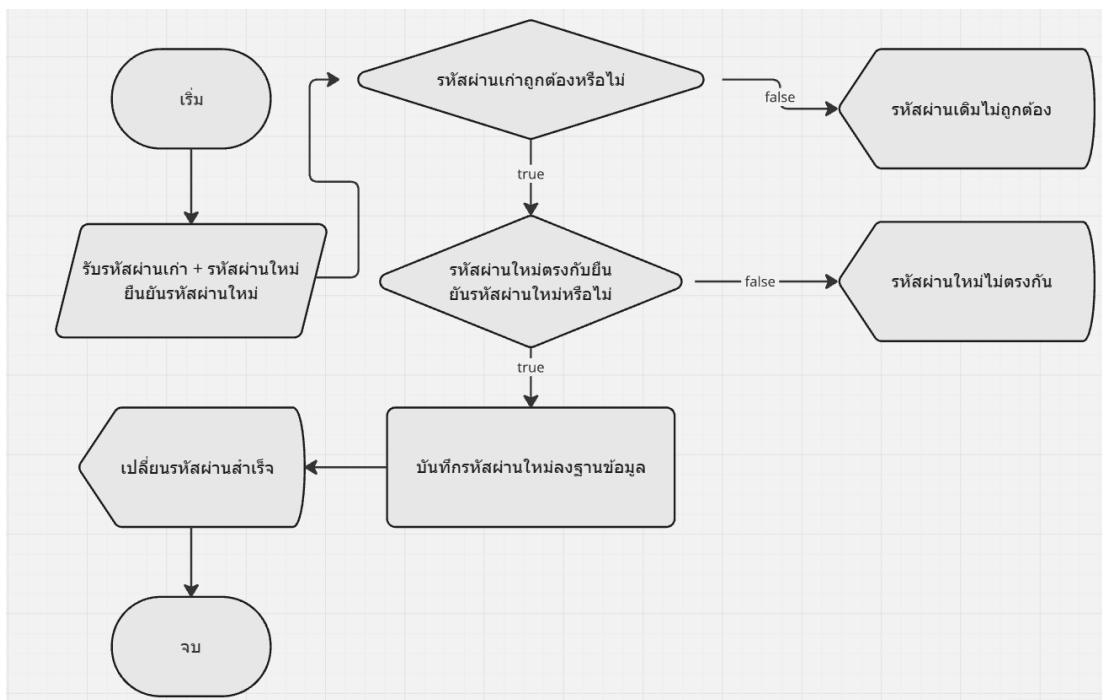 เริ่ม
รหัสผ่านเก่าถูกต้องหรือไม่
false
รหัสผ่านเดิมไม่ถูกต้อง
true
รับรหัสผ่านเก่า + รหัสผ่านใหม่
ยืนยันรหัสผ่านใหม่
รหัสผ่านใหม่ตรงกับยืน
ยันรหัสผ่านใหม่หรือไม่
false
รหัสผ่านใหม่ไม่ตรงกัน
true
เปลี่ยนรหัสผ่านสำเร็จ
บันทึกรหัสผ่านใหม่ลงฐานข้อมูล
จบ